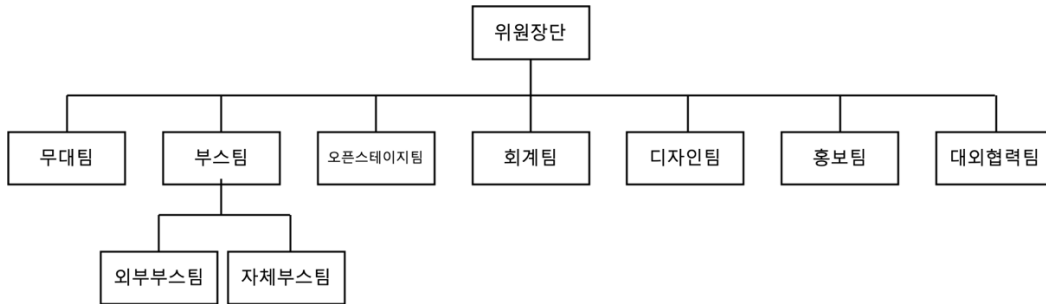 위원장단
무대팀
부스팀
오픈스테이지팀
회계팀
디자인팀
홍보팀
대외협력팀
외부부스팀
자체부스팀